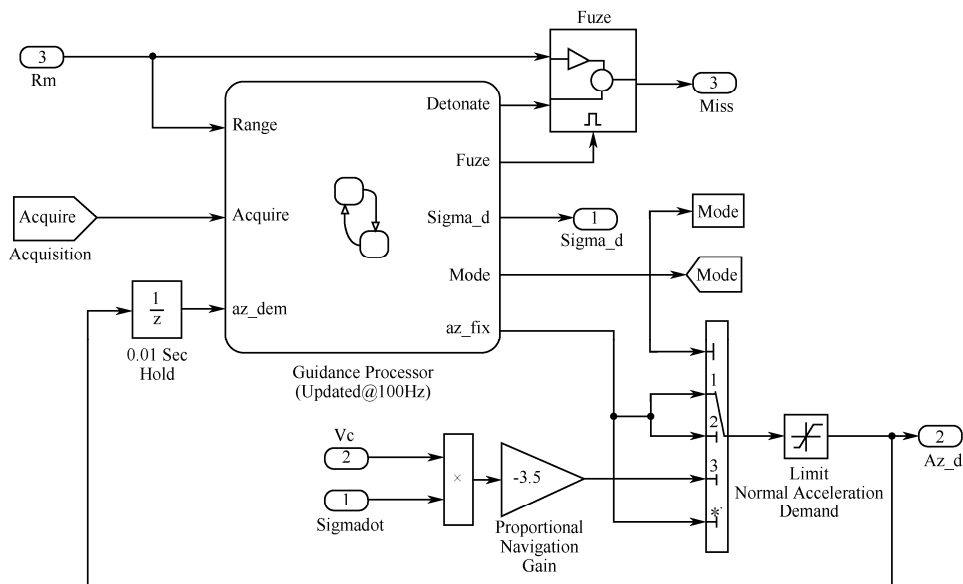 Fuze
3
Rm
Detonate
3
Miss
Range
Fuze
Acquire
Acquisition
Acquire
Sigma_d
1
Sigma_d
Mode
Mode
Mode
1
z
0.01 Sec
Hold
az_dem
az_fix
Guidance Processor
(Updated@100Hz)
1
2
3
*
Vc
2
1
Sigmadot
×
-3.5
Proportional
Navigation
Gain
Limit
Normal Acceleration
Demand
2
Az_d